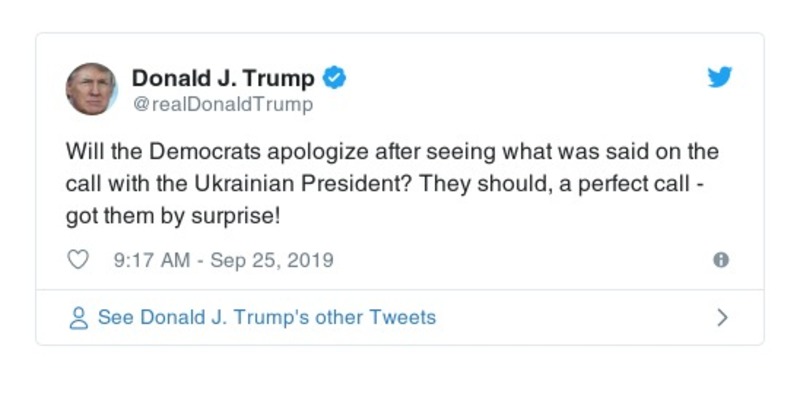 Donald J. Trump
@realDonaldTrump
Will the Democrats apologize after seeing what was said on the
call with the Ukrainian President? They should, a perfect call -
got them by surprise!
9:17 AM - Sep 25, 2019
See Donald J. Trump's other Tweets